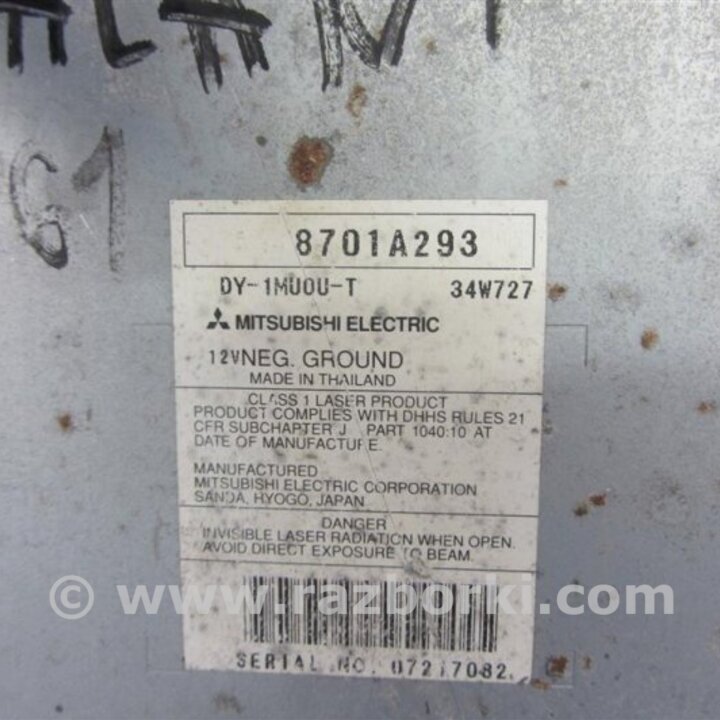 GALANT
G1
8701A293
DY-1MU0U-T 34W727
MITSUBISHI ELECTRIC
12V NEG. GROUND
MADE IN THAILAND
CLASS 1 LASER PRODUCT
PRODUCT COMPLIES WITH DHHS RULES 21
CFR SUBCHAPTER J PART 1040:10 AT
DATE OF MANUFACTURE.
MANUFACTURED
MITSUBISHI ELECTRIC CORPORATION
SANDA, HYOGO, JAPAN
DANGER
INVISIBLE LASER RADIATION WHEN OPEN.
AVOID DIRECT EXPOSURE TO BEAM.
© www.razborki.com
SERIAL NO.